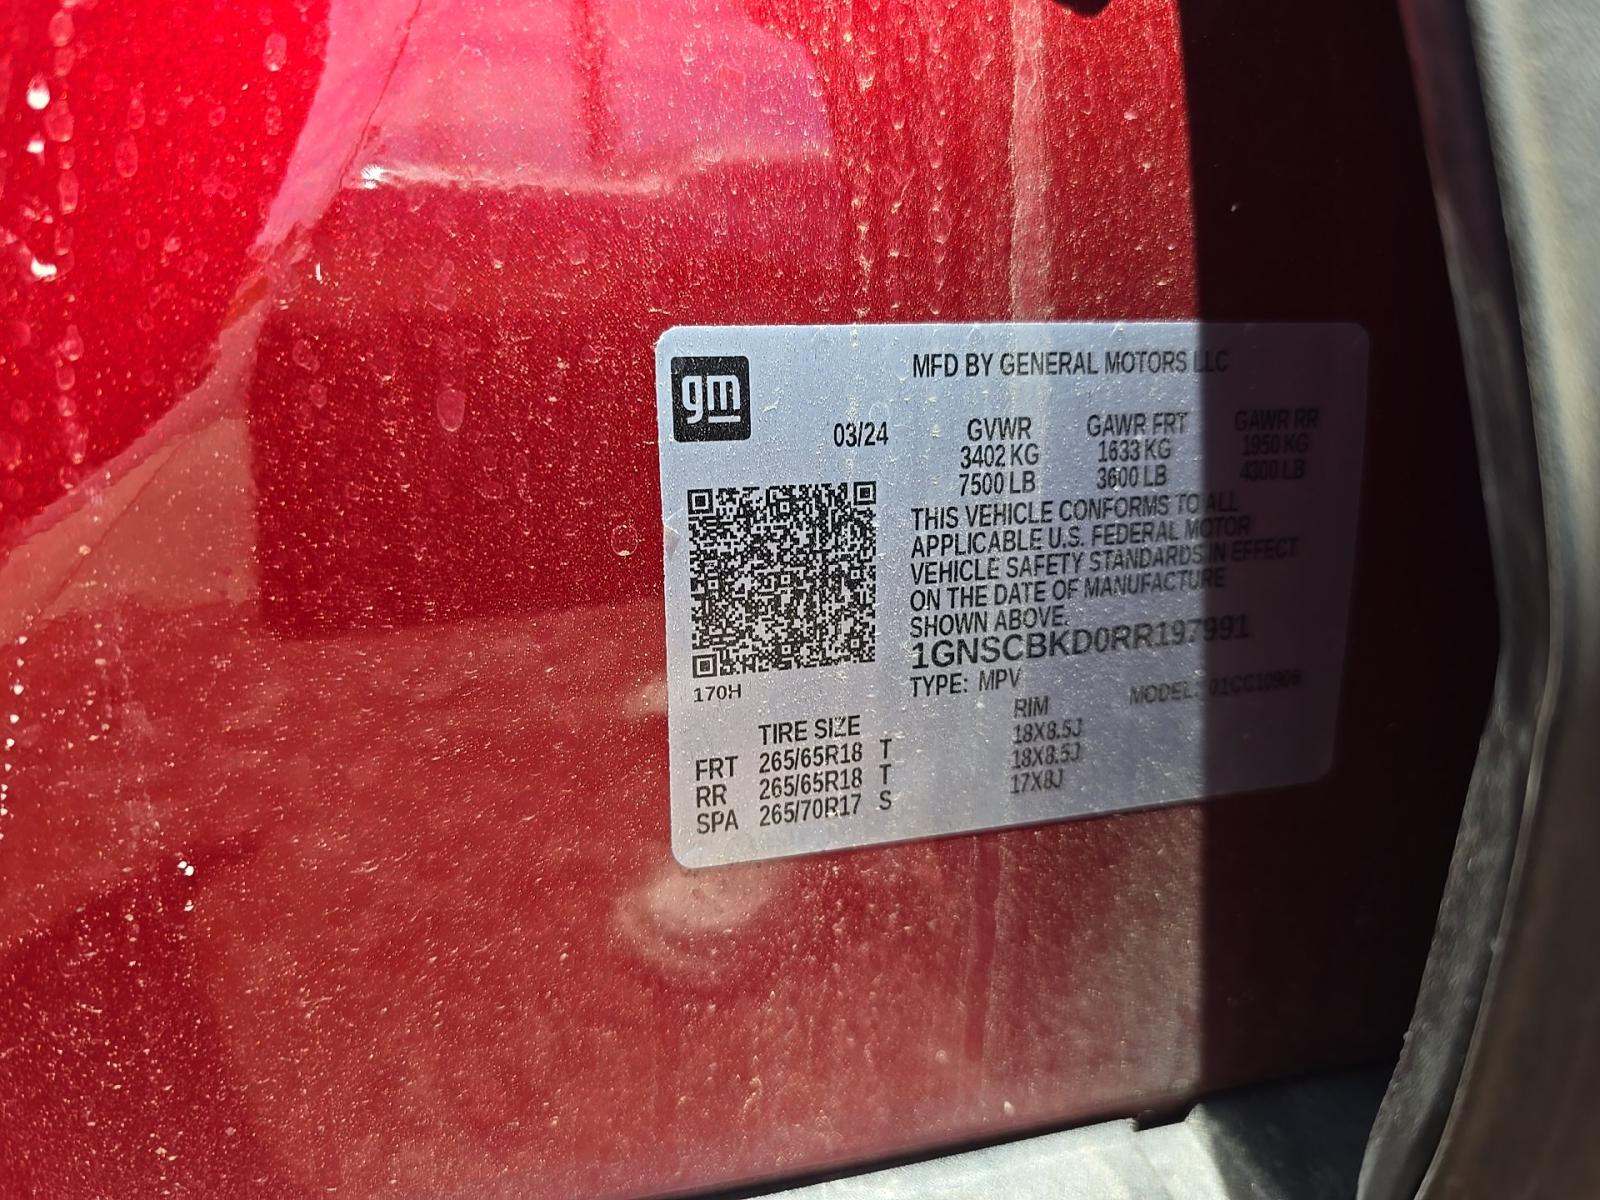 gm
MFD BY GENERAL MOTORS LLC
03/24
GVWR GAWR FRT GAWR RR
3402 KG 1633 KG 1950 KG
7500 LB 3600 LB 4300 LB
THIS VEHICLE CONFORMS TO ALL
APPLICABLE U.S. FEDERAL MOTOR
VEHICLE SAFETY STANDARDS IN EFFECT
ON THE DATE OF MANUFACTURE
SHOWN ABOVE.
1GNSCBKD0RR197991
170H
TYPE: MPV MODEL: 01CC10906
TIRE SIZE RIM
FRT 265/65R18 T 18X8.5J
RR 265/65R18 T 18X8.5J
SPA 265/70R17 S 17X8J